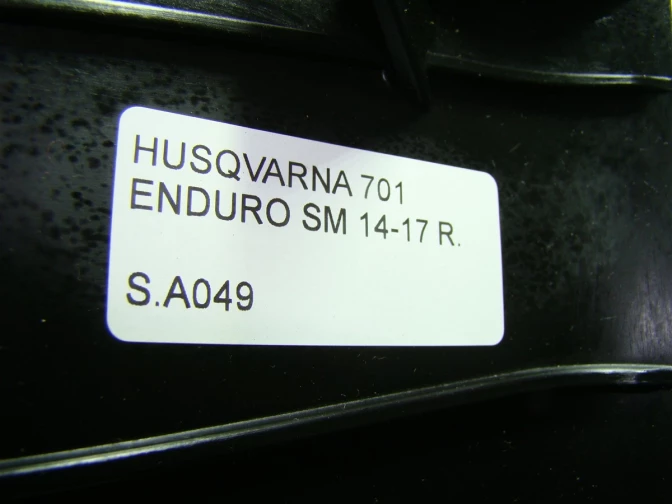 HUSQVARNA 701
ENDURO SM 14-17 R.
S.A049